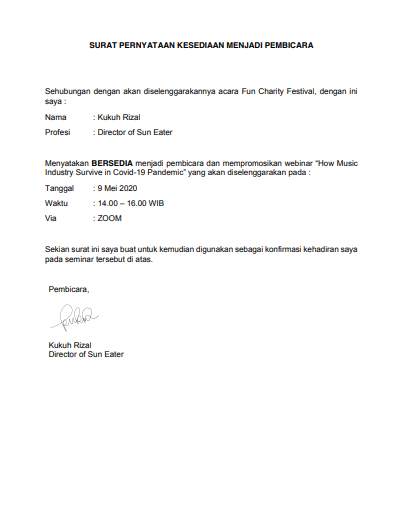 SURAT PERNYATAAN KESEDIAAN MENJADI PEMBICARA
Sehubungan dengan akan diselenggarakannya acara Fun Charity Festival, dengan ini
saya :
Nama : Kukuh Rizal
Profesi : Director of Sun Eater
Menyatakan BERSEDIA menjadi pembicara dan mempromosikan webinar “How Music
Industry Survive in Covid-19 Pandemic” yang akan diselenggarakan pada :
Tanggal : 9 Mei 2020
Waktu : 14.00 – 16.00 WIB
Via : ZOOM
Sekian surat ini saya buat untuk kemudian digunakan sebagai konfirmasi kehadiran saya
pada seminar tersebut di atas.
Pembicara,
Kukuh Rizal
Director of Sun Eater